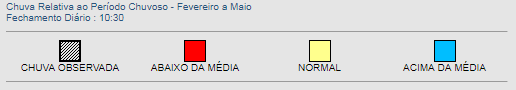 Chuva Relativa ao Período Chuvoso - Fevereiro a Maio
Fechamento Diário : 10:30
CHUVA OBSERVADA ABAIXO DA MÉDIA NORMAL ACIMA DA MÉDIA